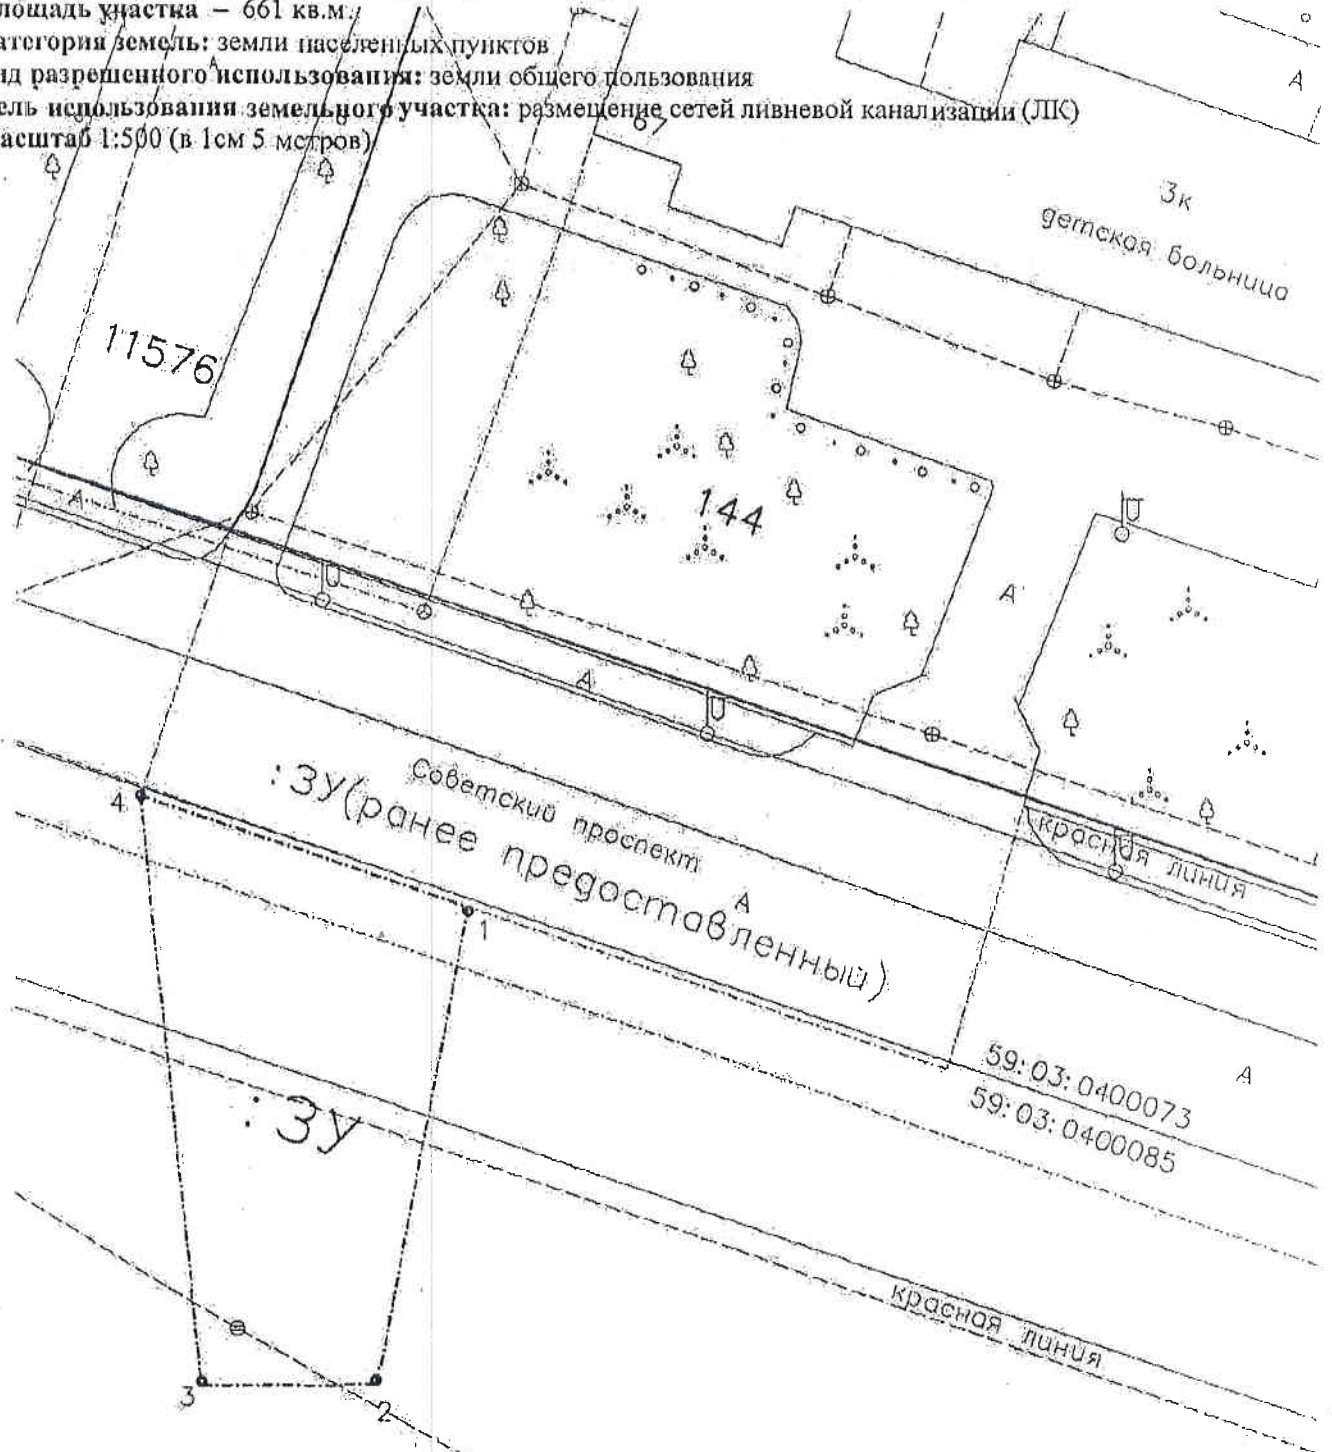 лощадь участка – 661 кв.м.
атегория земель: земли населенных пунктов
ид разрешенного использования: земли общего пользования
ель использования земельного участка: размещение сетей ливневой канализации (ЛК)
асштаб 1:500 (в 1см 5 метров)
67
А
3к
детская больница
11576
144
А
А
А
Советский проспект
:ЗУ(ранее предоставленный)
А
красная линия
4
1
59:03:0400073
59:03:0400085
А
:ЗУ
красная линия
3
2